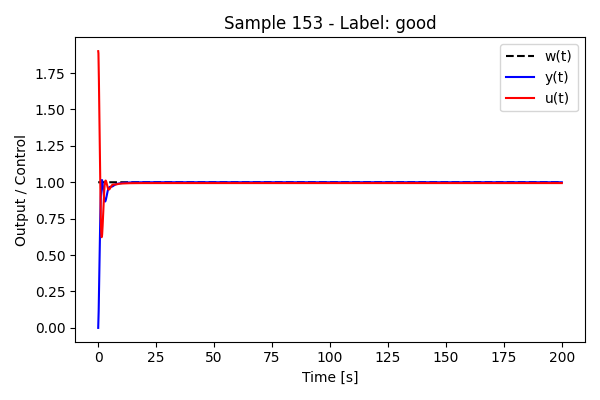 Sample 153 - Label: good
w(t)
y(t)
u(t)
Output / Control
1.75
1.50
1.25
1.00
0.75
0.50
0.25
0.00
0 25 50 75 100 125 150 175 200
Time [s]